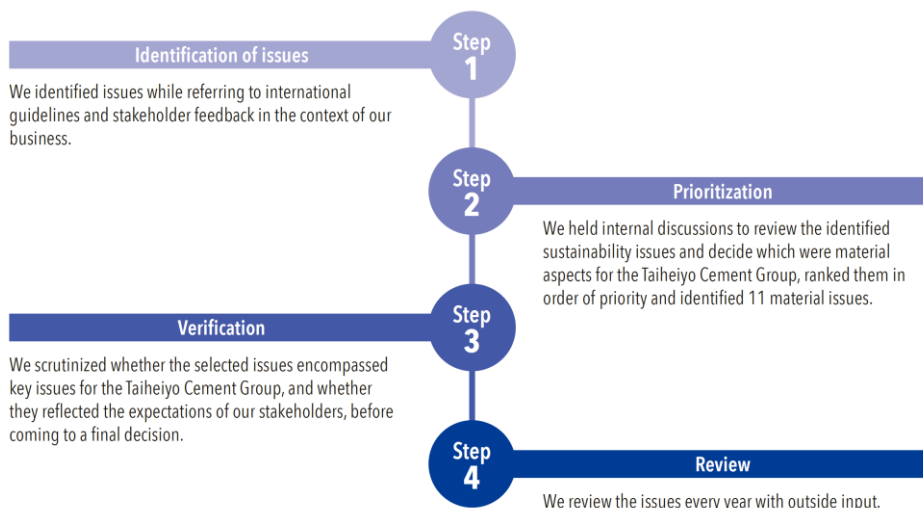 Step
1
Identification of issues
We identified issues while referring to international
guidelines and stakeholder feedback in the context of our
business.
Step
2
Prioritization
We held internal discussions to review the identified
sustainability issues and decide which were material
aspects for the Taiheiyo Cement Group, ranked them in
order of priority and identified 11 material issues.
Step
3
Verification
We scrutinized whether the selected issues encompassed
key issues for the Taiheiyo Cement Group, and whether
they reflected the expectations of our stakeholders, before
coming to a final decision.
Step
4
Review
We review the issues every year with outside input.